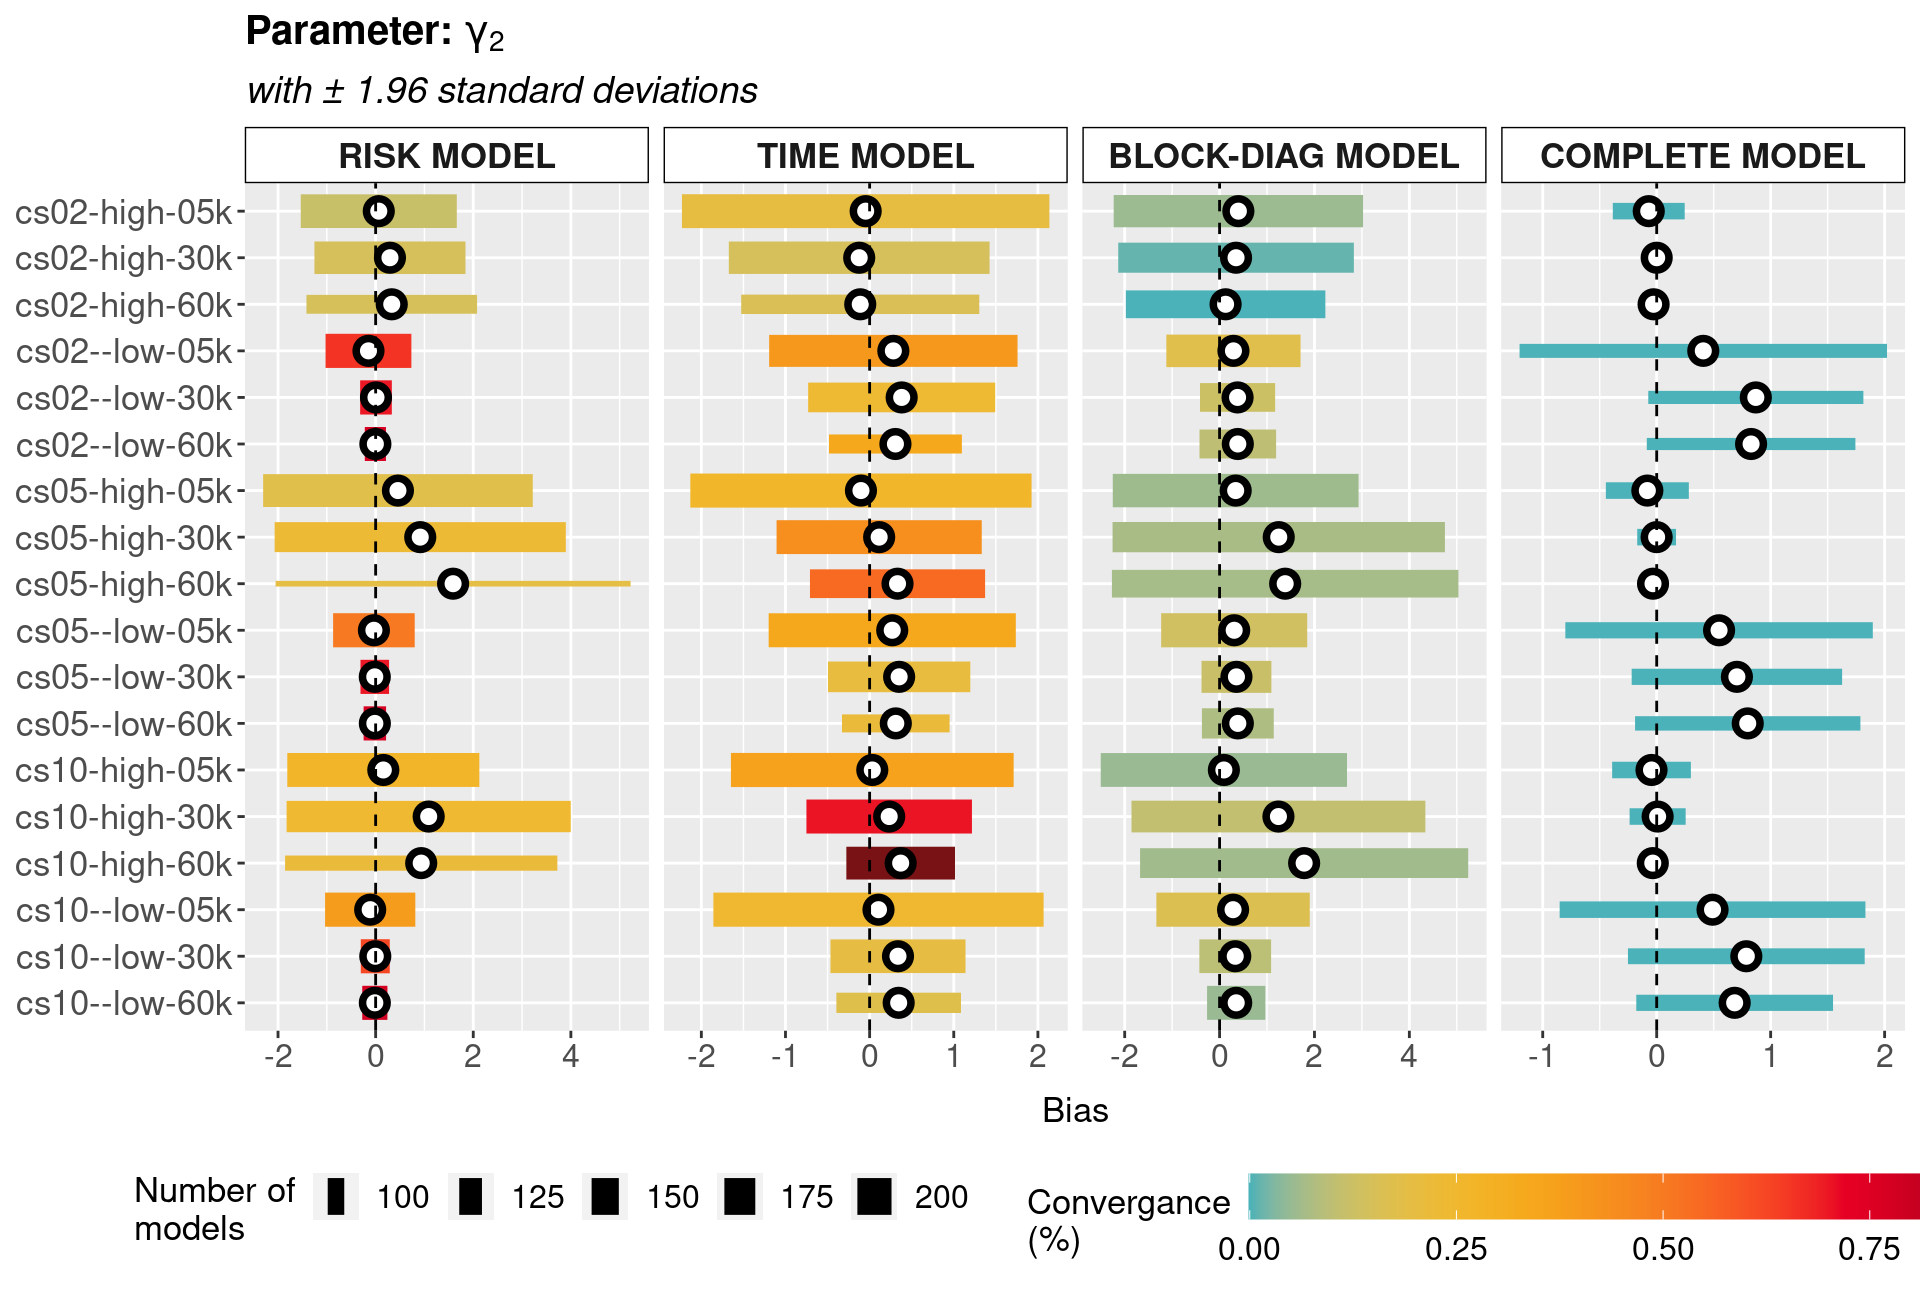 Parameter: γ2
with ± 1.96 standard deviations
RISK MODEL TIME MODEL BLOCK-DIAG MODEL COMPLETE MODEL
cs02-high-05k
cs02-high-30k
cs02-high-60k
cs02--low-05k
cs02--low-30k
cs02--low-60k
cs05-high-05k
cs05-high-30k
cs05-high-60k
cs05--low-05k
cs05--low-30k
cs05--low-60k
cs10-high-05k
cs10-high-30k
cs10-high-60k
cs10--low-05k
cs10--low-30k
cs10--low-60k
-2 0 2 4 -2 -1 0 1 2 -2 0 2 4 -1 0 1 2
Bias
Number of
models
100 125 150 175 200
Convergance
(%)
0.00 0.25 0.50 0.75